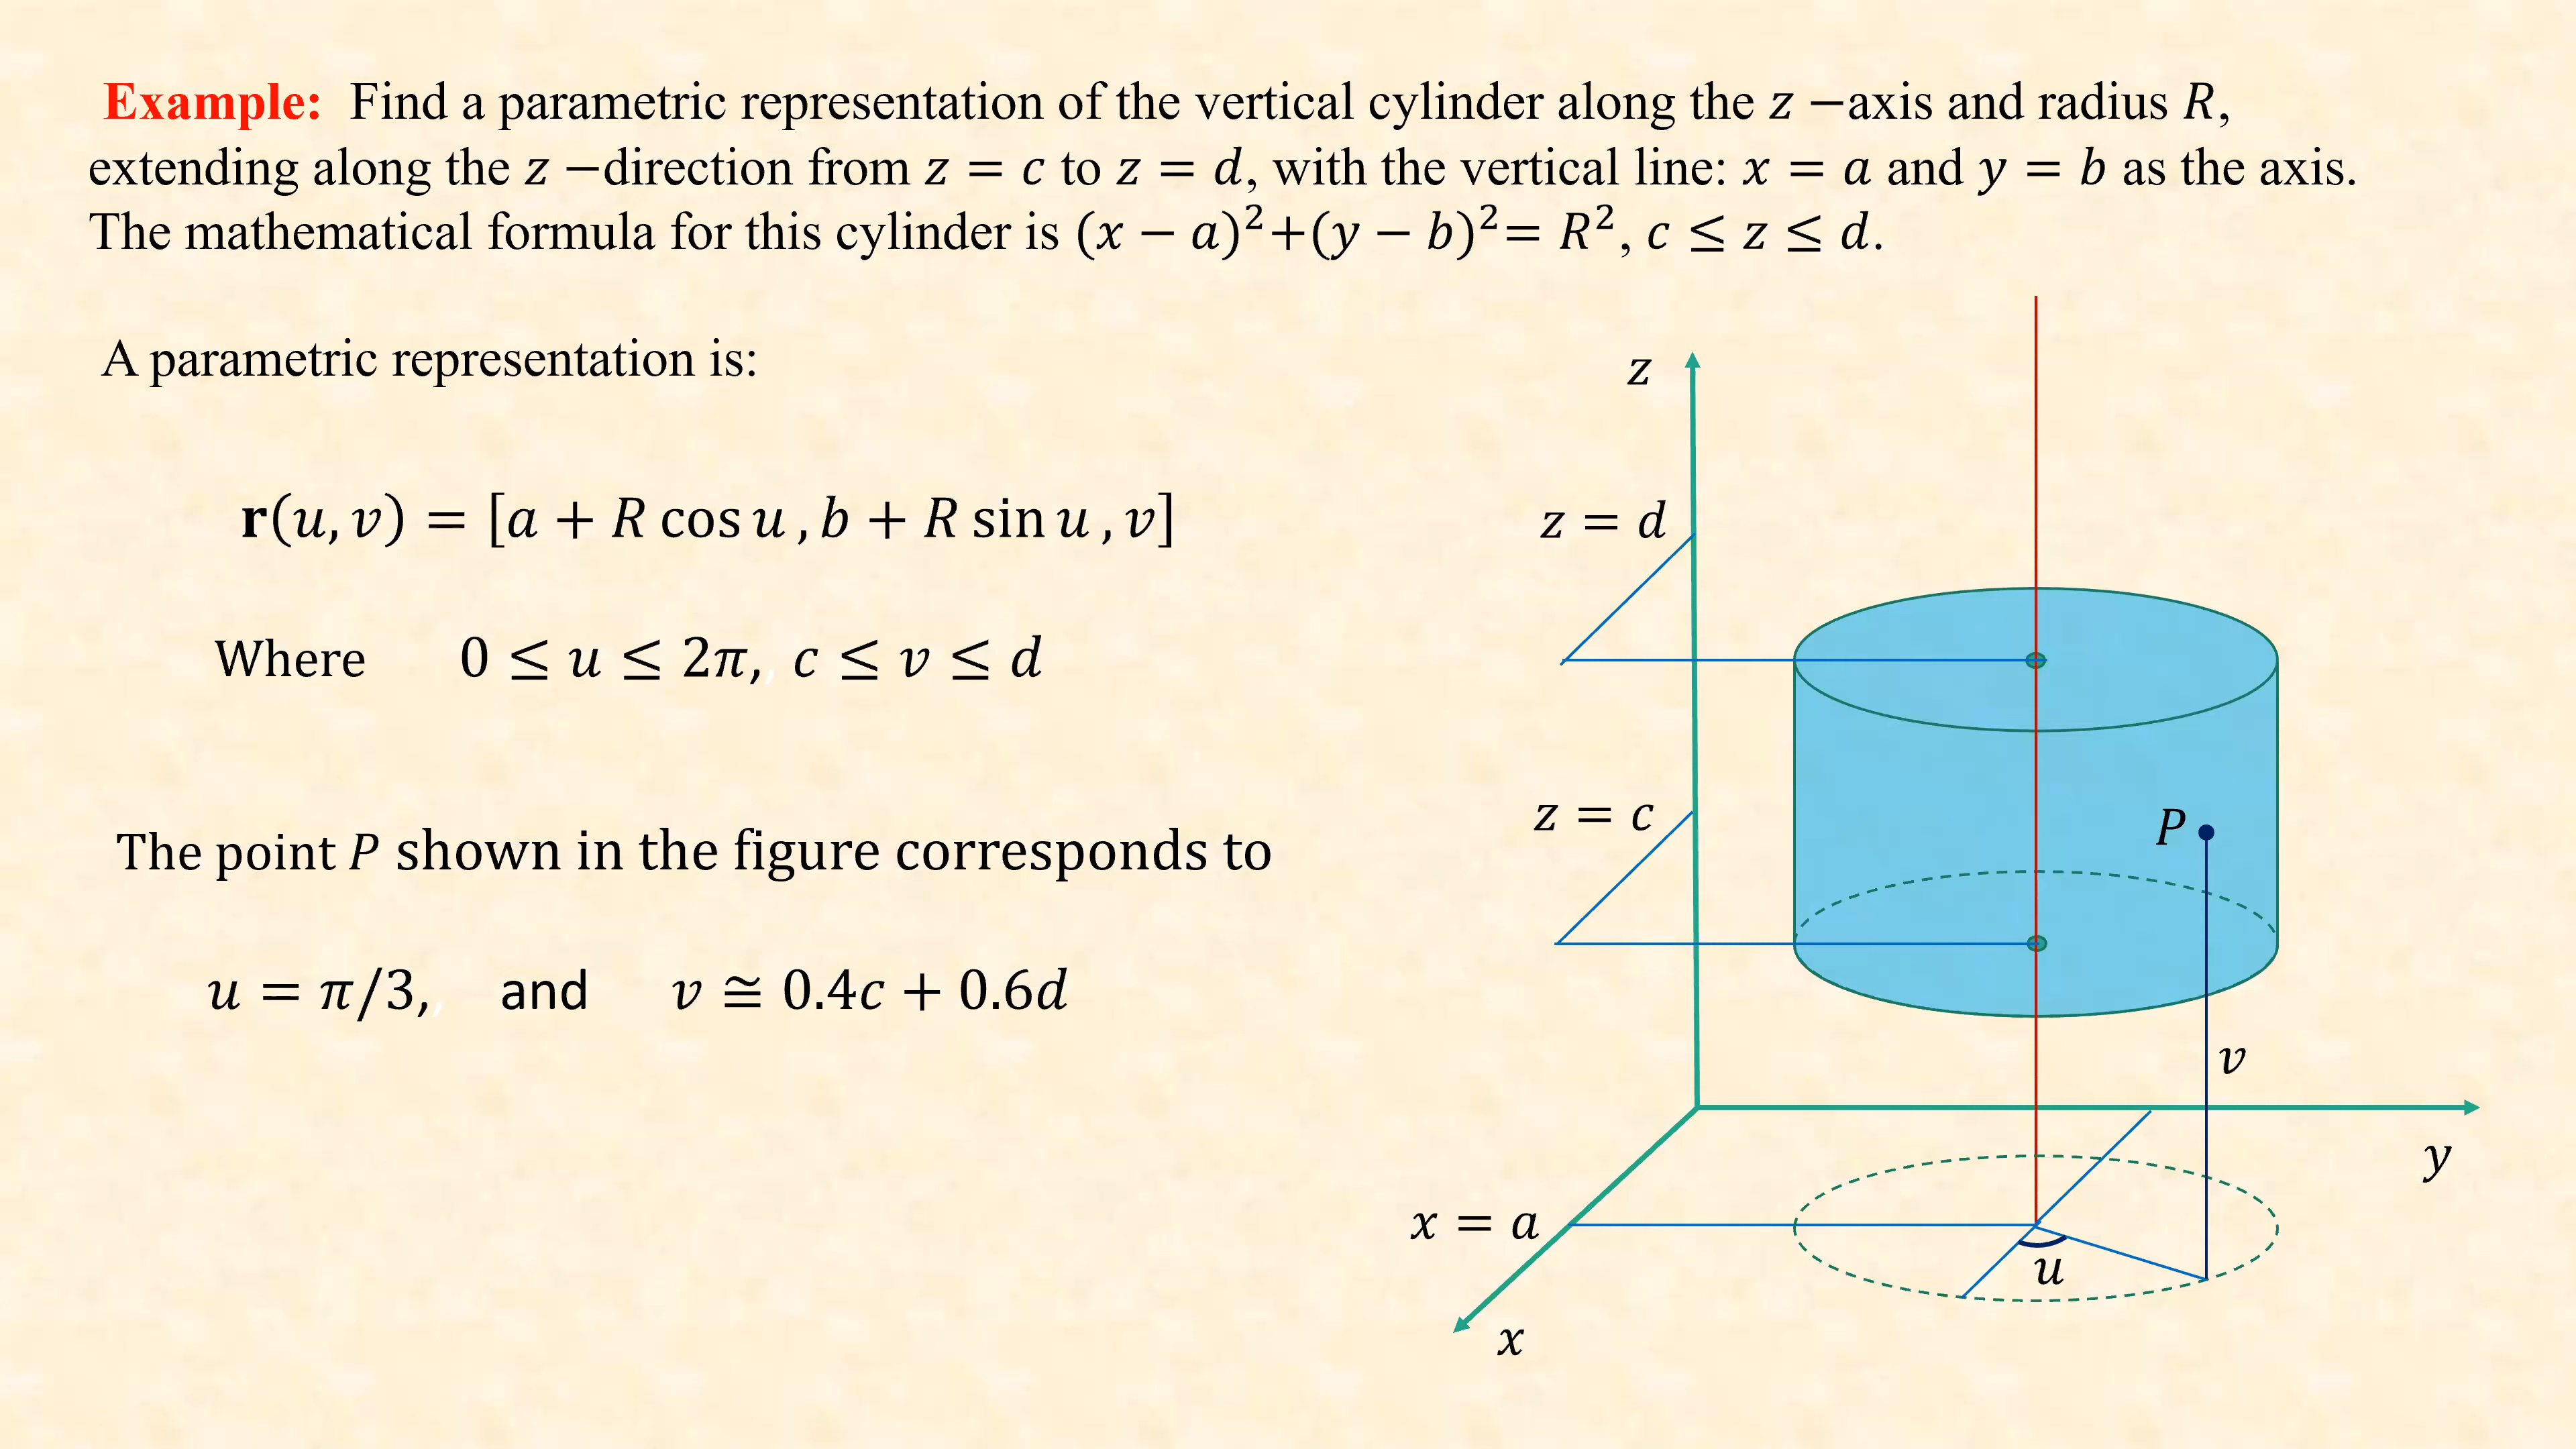 Example: Find a parametric representation of the vertical cylinder along the z −axis and radius R,
extending along the z −direction from z = c to z = d, with the vertical line: x = a and y = b as the axis.
The mathematical formula for this cylinder is (x − a)²+(y − b)²= R², c ≤ z ≤ d.
A parametric representation is:
r(u, v) = [a + R cos u , b + R sin u , v]
Where 0 ≤ u ≤ 2π, , c ≤ v ≤ d
The point P shown in the figure corresponds to
u = π/3, , and v ≅ 0.4c + 0.6d
z
z = d
z = c
P
v
y
x = a
u
x